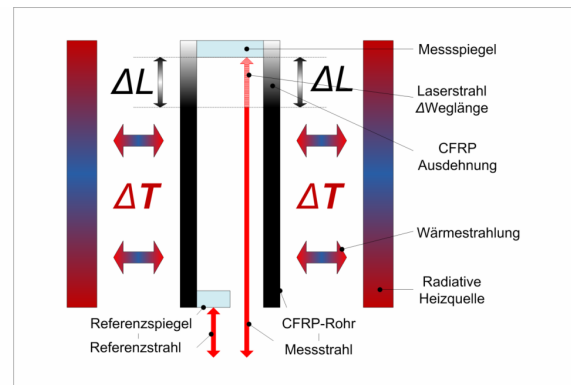 Messspiegel
ΔL
ΔL
Laserstrahl
ΔWeglänge
CFRP
Ausdehnung
ΔT
ΔT
Wärmestrahlung
Radiative
Heizquelle
Referenzspiegel
CFRP-Rohr
Referenzstrahl
Messstrahl